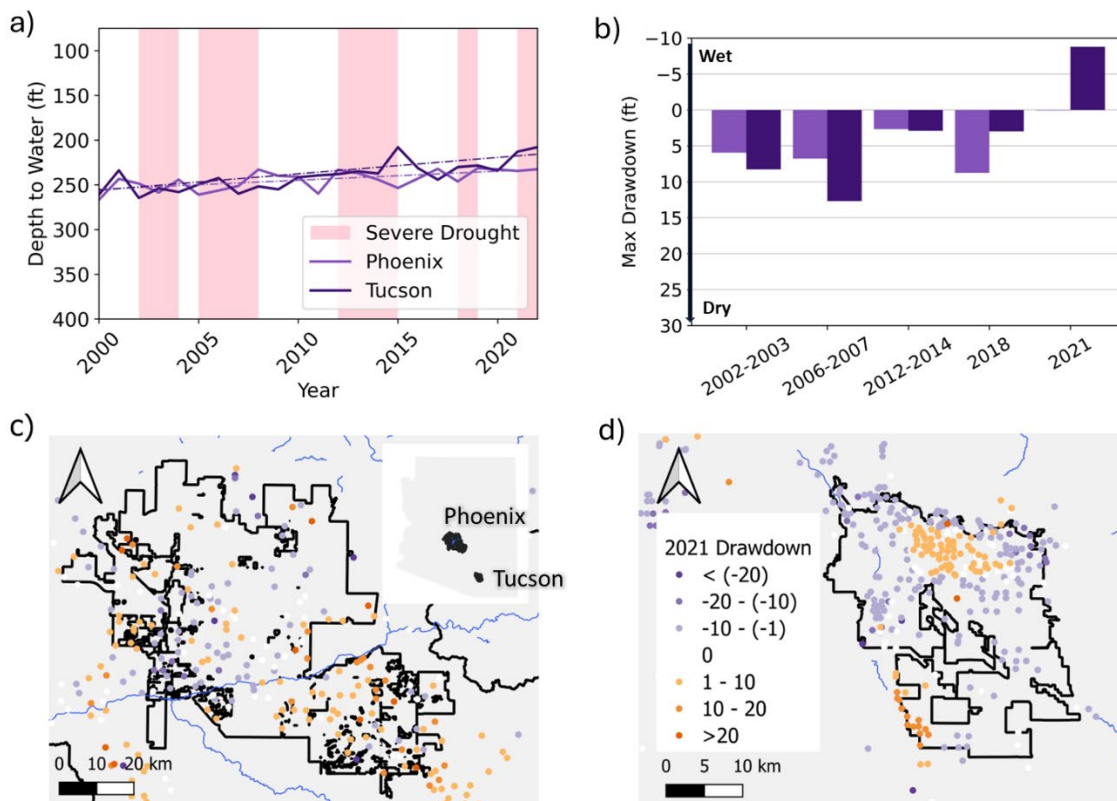 a)
100
150
200
250
300
350
400
Depth to Water (ft)
Severe Drought
Phoenix
Tucson
2000
2005
2010
2015
2020
Year
b)
−10
−5
0
5
10
15
20
25
30
Max Drawdown (ft)
Wet
Dry
2002-2003
2006-2007
2012-2014
2018
2021
c)
Phoenix
Tucson
0 10 20 km
d)
2021 Drawdown
< (-20)
-20 - (-10)
-10 - (-1)
0
1 - 10
10 - 20
>20
0 5 10 km